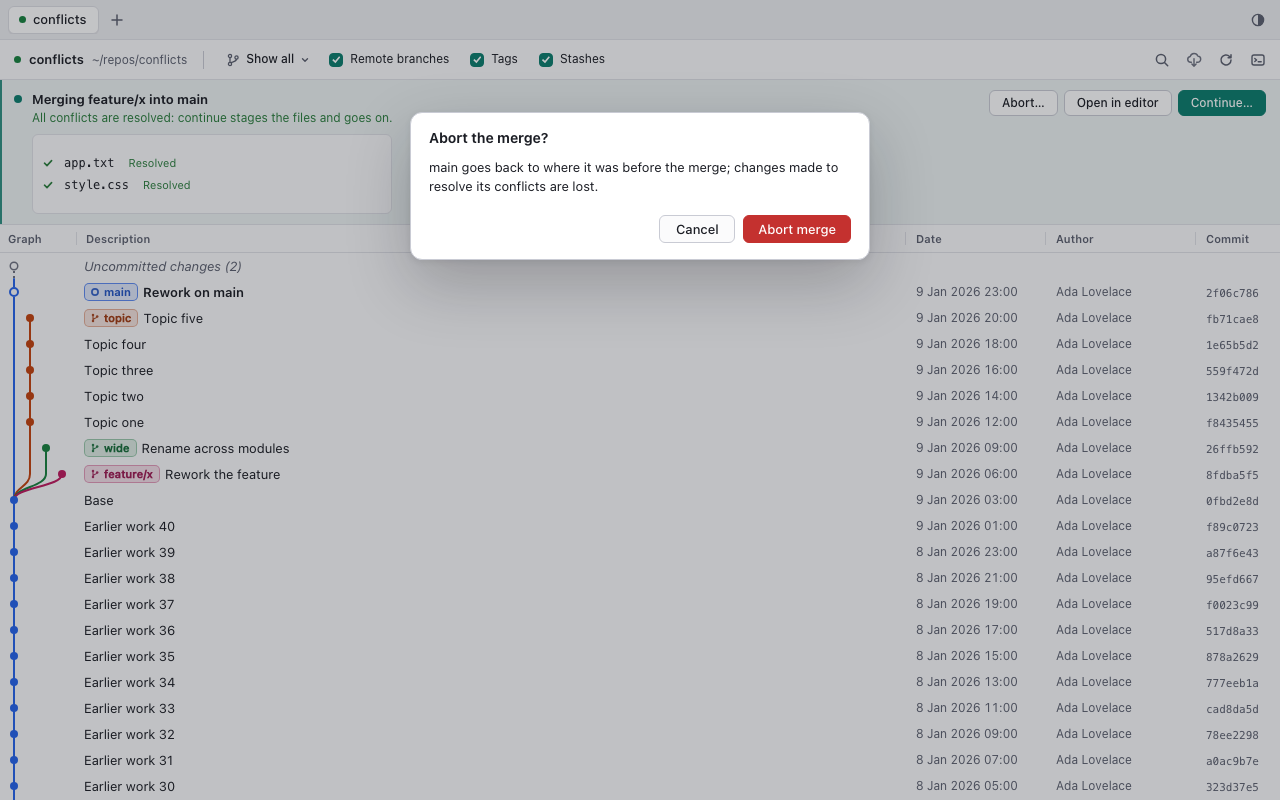 conflicts
conflicts ~/repos/conflicts Show all Remote branches Tags Stashes
Merging feature/x into main
All conflicts are resolved: continue stages the files and goes on.
Abort... Open in editor Continue...
app.txt Resolved
style.css Resolved
Abort the merge?
main goes back to where it was before the merge; changes made to
resolve its conflicts are lost.
Cancel Abort merge
Graph Description Date Author Commit
Uncommitted changes (2)
main Rework on main 9 Jan 2026 23:00 Ada Lovelace 2f06c786
topic Topic five 9 Jan 2026 20:00 Ada Lovelace fb71cae8
Topic four 9 Jan 2026 18:00 Ada Lovelace 1e65b5d2
Topic three 9 Jan 2026 16:00 Ada Lovelace 559f472d
Topic two 9 Jan 2026 14:00 Ada Lovelace 1342b009
Topic one 9 Jan 2026 12:00 Ada Lovelace f8435455
wide Rename across modules 9 Jan 2026 09:00 Ada Lovelace 26ffb592
feature/x Rework the feature 9 Jan 2026 06:00 Ada Lovelace 8fdba5f5
Base 9 Jan 2026 03:00 Ada Lovelace 0fbd2e8d
Earlier work 40 9 Jan 2026 01:00 Ada Lovelace f89c0723
Earlier work 39 8 Jan 2026 23:00 Ada Lovelace a87f6e43
Earlier work 38 8 Jan 2026 21:00 Ada Lovelace 95efd667
Earlier work 37 8 Jan 2026 19:00 Ada Lovelace f0023c99
Earlier work 36 8 Jan 2026 17:00 Ada Lovelace 517d8a33
Earlier work 35 8 Jan 2026 15:00 Ada Lovelace 878a2629
Earlier work 34 8 Jan 2026 13:00 Ada Lovelace 777eeb1a
Earlier work 33 8 Jan 2026 11:00 Ada Lovelace cad8da5d
Earlier work 32 8 Jan 2026 09:00 Ada Lovelace 78ee2298
Earlier work 31 8 Jan 2026 07:00 Ada Lovelace a0ac9b7e
Earlier work 30 8 Jan 2026 05:00 Ada Lovelace 323d37e5